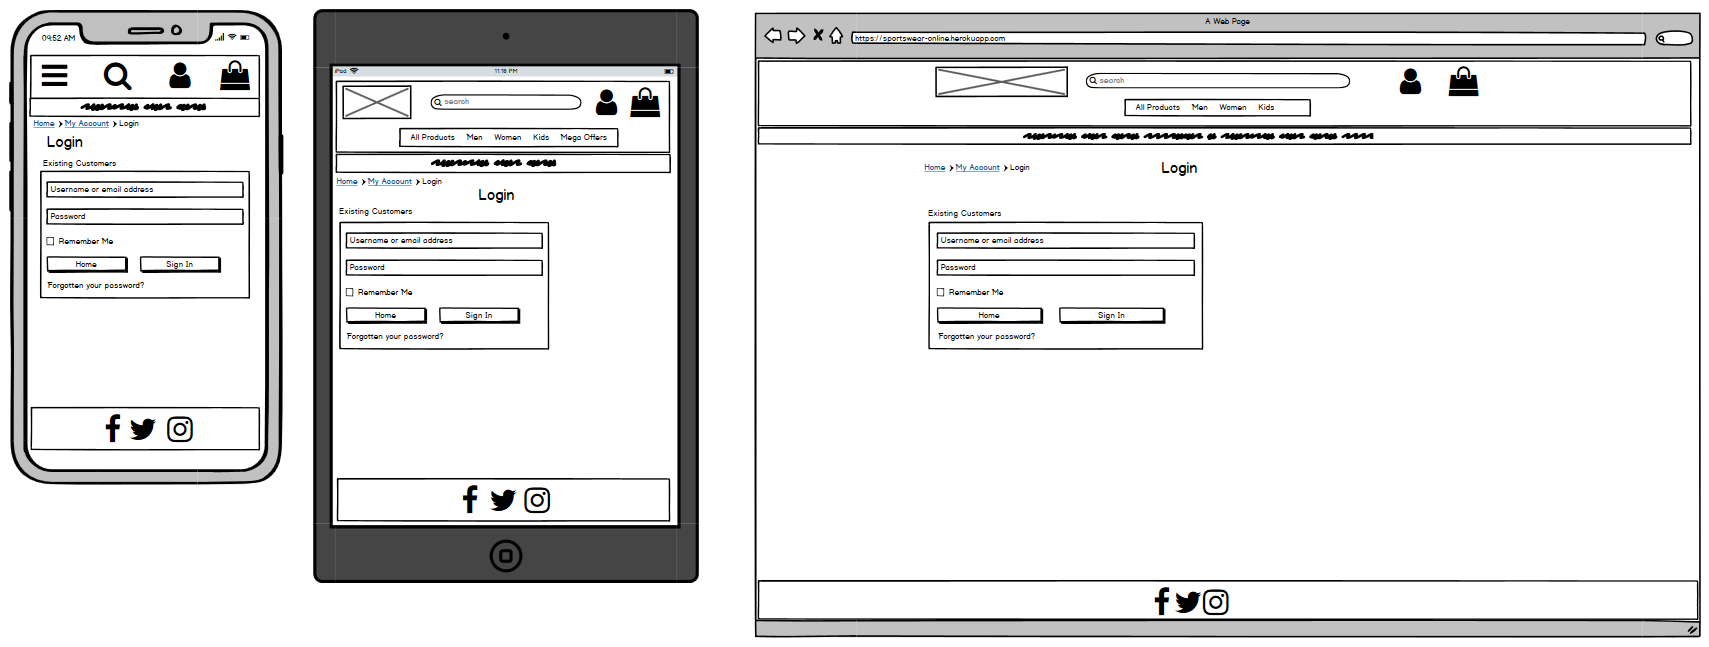 09:52 AM
Home > My Account > Login
Login
Existing Customers
Username or email address
Password
Remember Me
Home Sign In
Forgotten your password?
iPad 11:18 PM
search
All Products Men Women Kids Mega Offers
Home > My Account > Login
Login
Existing Customers
Username or email address
Password
Remember Me
Home Sign In
Forgotten your password?
A Web Page
https://sportswear-online.herokuapp.com
search
All Products Men Women Kids
Home > My Account > Login
Login
Existing Customers
Username or email address
Password
Remember Me
Home Sign In
Forgotten your password?